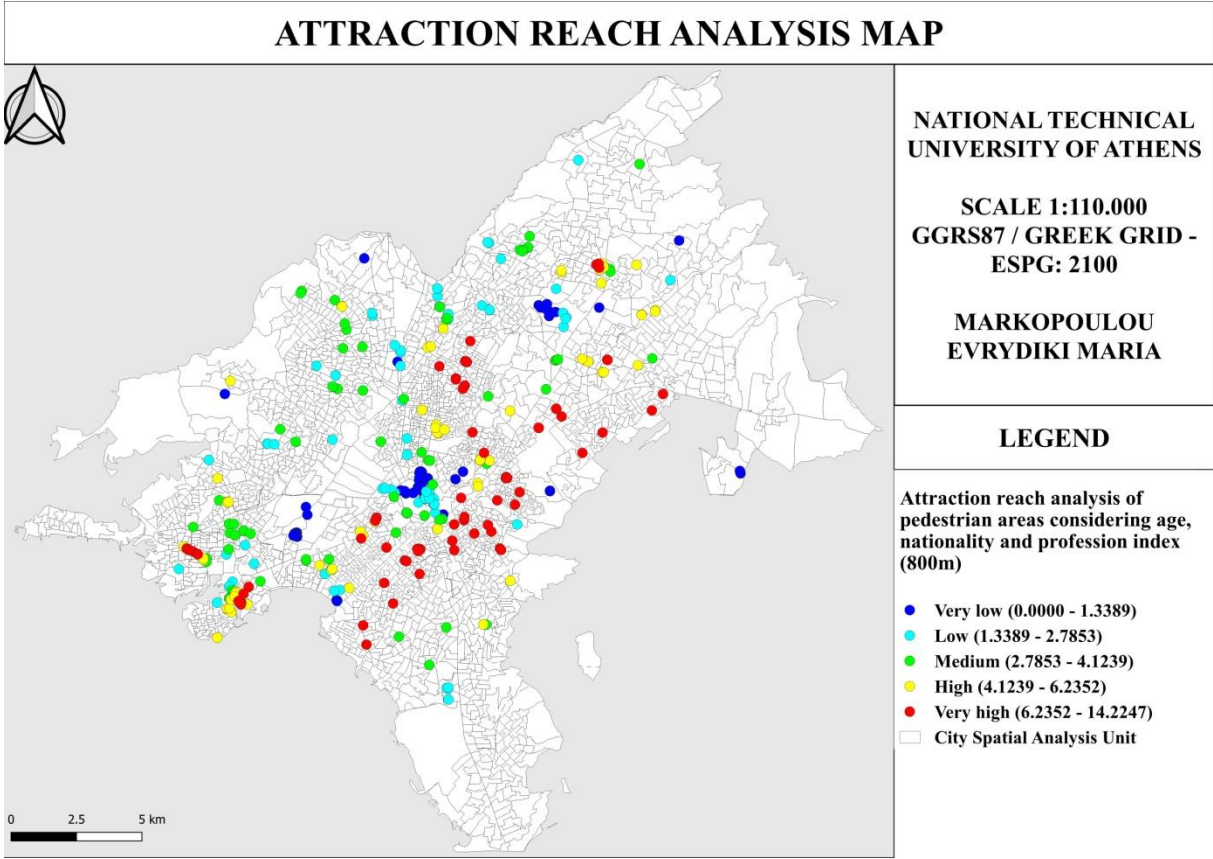 ATTRACTION REACH ANALYSIS MAP
NATIONAL TECHNICAL
UNIVERSITY OF ATHENS
SCALE 1:110.000
GGRS87 / GREEK GRID -
ESPG: 2100
MARKOPOULOU
EVRYDIKI MARIA
LEGEND
Attraction reach analysis of
pedestrian areas considering age,
nationality and profession index
(800m)
Very low (0.0000 - 1.3389)
Low (1.3389 - 2.7853)
Medium (2.7853 - 4.1239)
High (4.1239 - 6.2352)
Very high (6.2352 - 14.2247)
City Spatial Analysis Unit
0 2.5 5 km